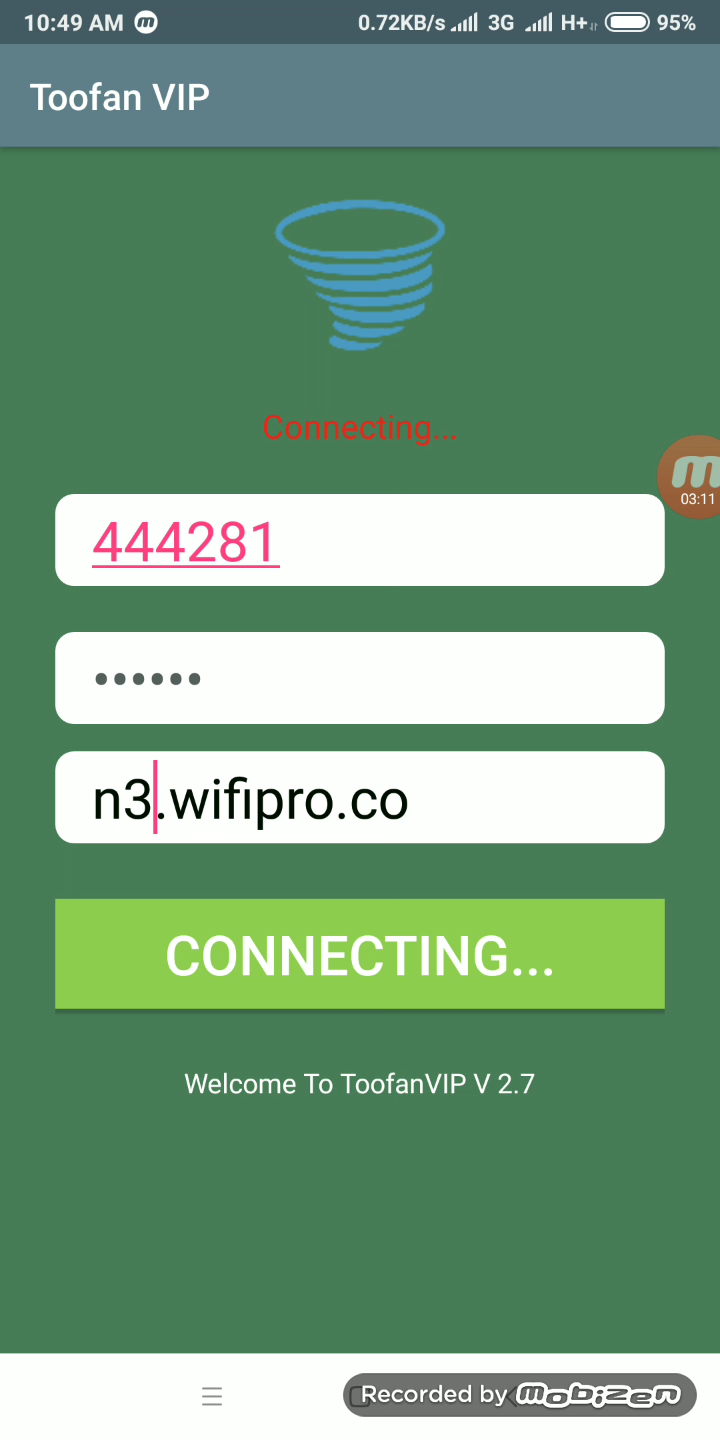 10:49 AM m 0.72KB/s 3G H+ 95%
Toofan VIP
Connecting...
m
03:11
444281
••••••
n3.wifipro.co
CONNECTING...
Welcome To ToofanVIP V 2.7
Recorded by mobizen